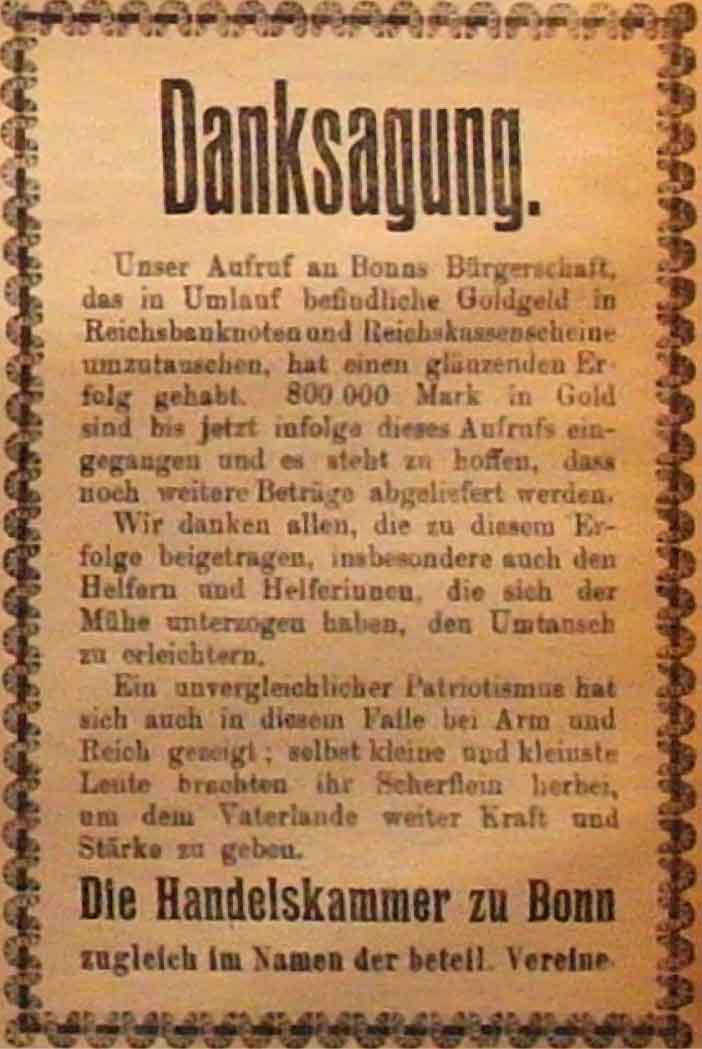 Danksagung.
Unser Aufruf an Bonns Bürgerschaft,
das in Umlauf befindliche Goldgeld in
Reichsbanknoten und Reichskassenscheine
umzutauschen, hat einen glänzenden Er-
folg gehabt. 800 000 Mark in Gold
sind bis jetzt infolge dieses Aufrufs ein-
gegangen und es steht zu hoffen, dass
noch weitere Beträge abgeliefert werden.
Wir danken allen, die zu diesem Er-
folge beigetragen, insbesondere auch den
Helfern und Helferinnen, die sich der
Mühe unterzogen haben, den Umtausch
zu erleichtern.
Ein unvergleichlicher Patriotismus hat
sich auch in diesem Falle bei Arm und
Reich gezeigt; selbst kleine und kleinste
Leute brachten ihr Scherflein herbei,
um dem Vaterlande weiter Kraft und
Stärke zu geben.
Die Handelskammer zu Bonn
zugleich im Namen der beteil. Vereine.